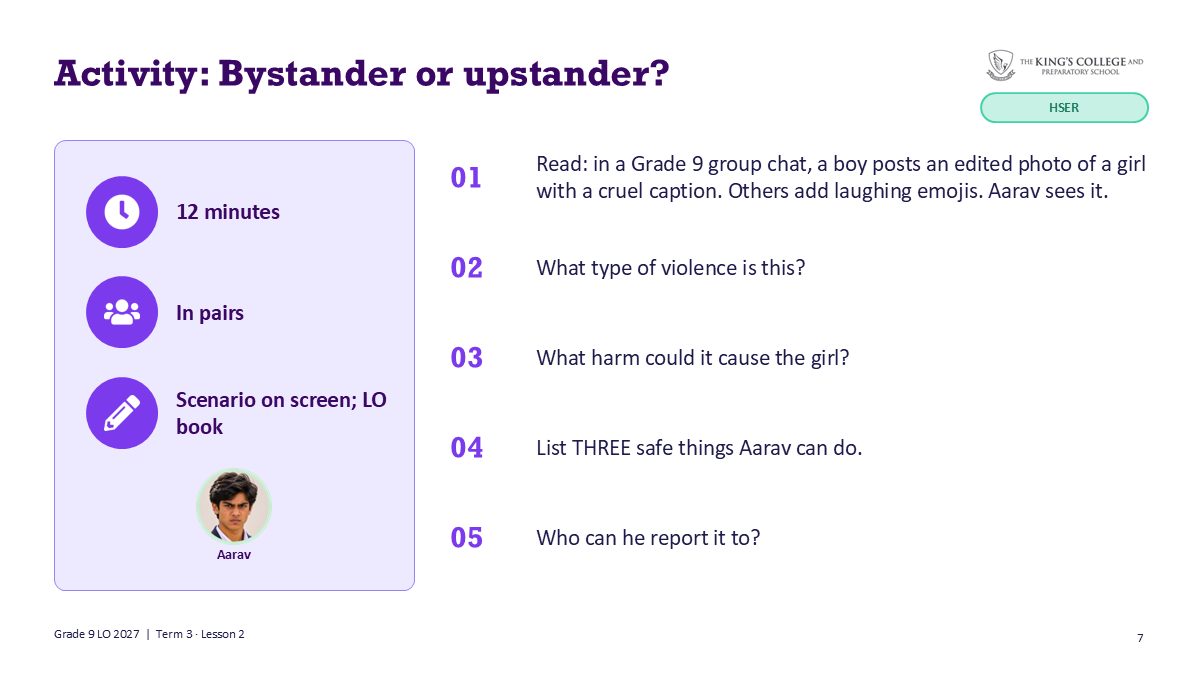 Activity: Bystander or upstander?
THE KING'S COLLEGE AND
PREPARATORY SCHOOL
HSER
12 minutes
In pairs
Scenario on screen; LO
book
Aarav
01
Read: in a Grade 9 group chat, a boy posts an edited photo of a girl
with a cruel caption. Others add laughing emojis. Aarav sees it.
02
What type of violence is this?
03
What harm could it cause the girl?
04
List THREE safe things Aarav can do.
05
Who can he report it to?
Grade 9 LO 2027 | Term 3 · Lesson 2
7